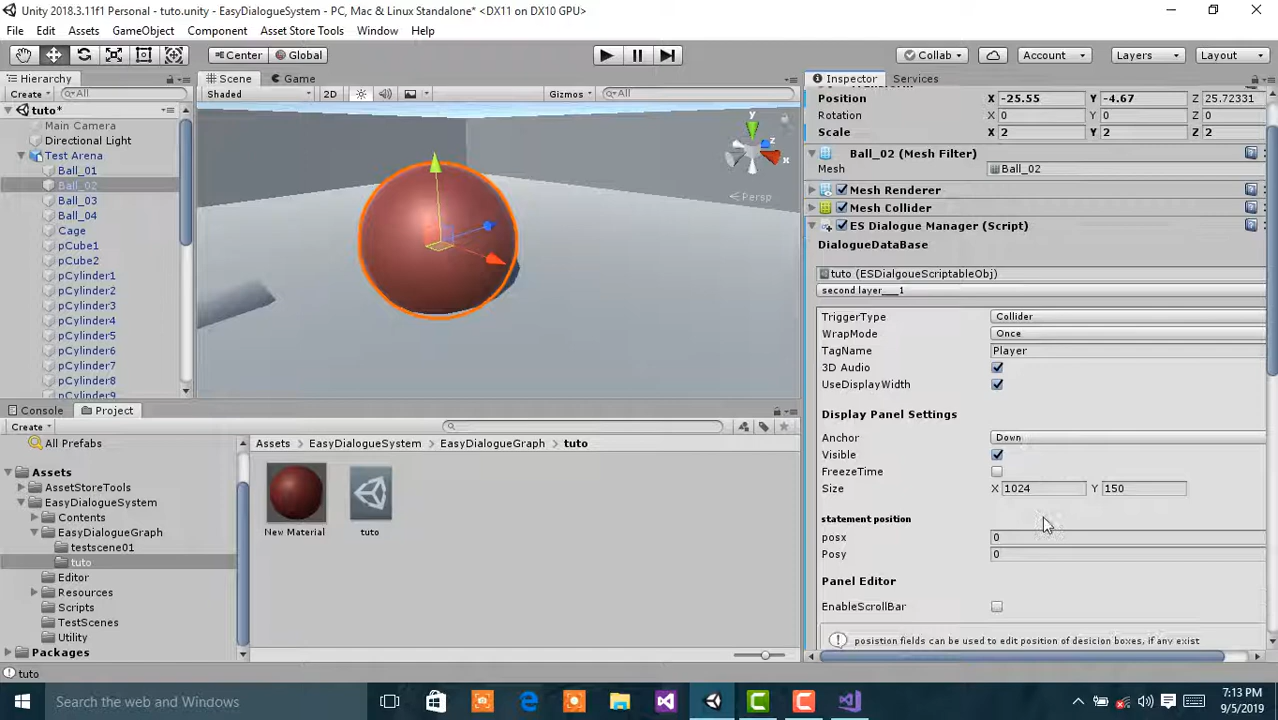 Unity 2018.3.11f1 Personal - tuto.unity - EasyDialogueSystem - PC, Mac & Linux Standalone* <DX11 on DX10 GPU>
File Edit Assets GameObject Component Asset Store Tools Window Help
Center Global Collab Account Layers Layout
Hierarchy Scene Game Inspector Services
Create All Shaded 2D Gizmos All
tuto*
Main Camera
Directional Light
Test Arena
Ball_01
Ball_02
Ball_03
Ball_04
Cage
pCube1
pCube2
pCylinder1
pCylinder2
pCylinder3
pCylinder4
pCylinder5
pCylinder6
pCylinder7
pCylinder8
pCylinder9
y
z
x
Persp
Position X -25.55 Y -4.67 Z 25.72331
Rotation X 0 Y 0 Z 0
Scale X 2 Y 2 Z 2
Ball_02 (Mesh Filter)
Mesh Ball_02
Mesh Renderer
Mesh Collider
ES Dialogue Manager (Script)
DialogueDataBase
tuto (ESDialgoueScriptableObj)
second layer___1
TriggerType Collider
WrapMode Once
TagName Player
3D Audio
UseDisplayWidth
Display Panel Settings
Anchor Down
Visible
FreezeTime
Size X 1024 Y 150
statement position
posx 0
Posy 0
Panel Editor
EnableScrollBar
posistion fields can be used to edit position of desicion boxes, if any exist
Console Project
Create
All Prefabs
Assets
AssetStoreTools
EasyDialogueSystem
Contents
EasyDialogueGraph
testscene01
tuto
Editor
Resources
Scripts
TestScenes
Utility
Packages
Assets EasyDialogueSystem EasyDialogueGraph tuto
New Material tuto
tuto
Search the web and Windows
7:13 PM
9/5/2019